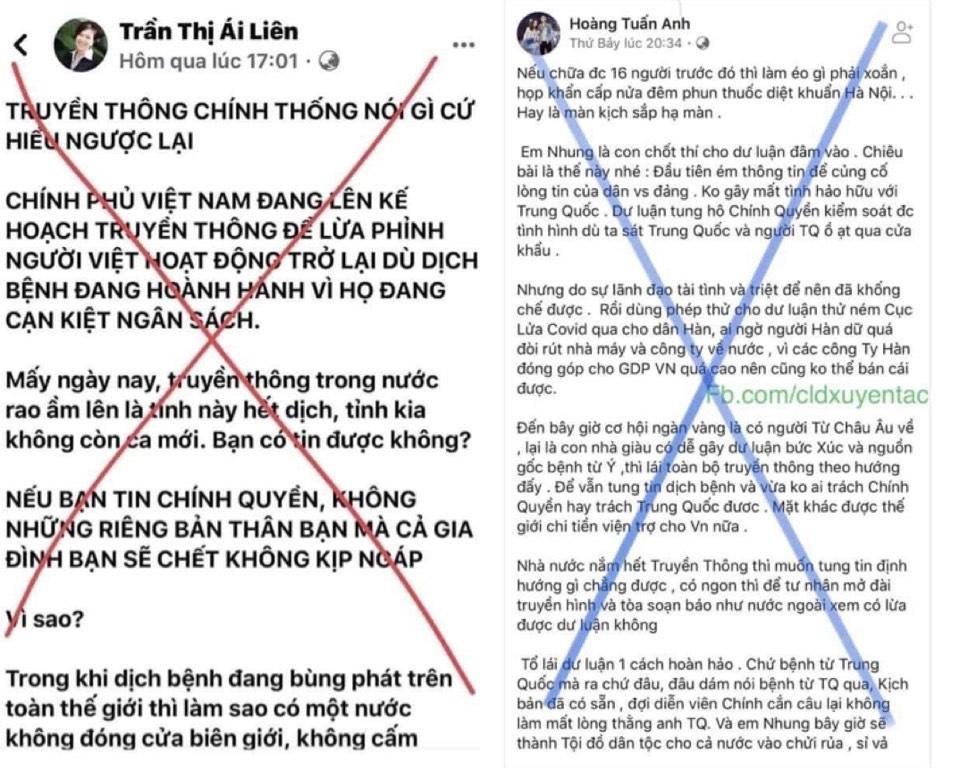 Trần Thị Ái Liên
Hôm qua lúc 17:01 ·
TRUYỀN THÔNG CHÍNH THỐNG NÓI GÌ CỨ
HIỂU NGƯỢC LẠI
CHÍNH PHỦ VIỆT NAM ĐANG LÊN KẾ
HOẠCH TRUYỀN THÔNG ĐỂ LỪA PHỈNH
NGƯỜI VIỆT HOẠT ĐỘNG TRỞ LẠI DÙ DỊCH
BỆNH ĐANG HOÀNH HÀNH VÌ HỌ ĐANG
CẠN KIỆT NGÂN SÁCH.
Mấy ngày nay, truyền thông trong nước
rao ầm lên là tỉnh này hết dịch, tỉnh kia
không còn ca mới. Bạn có tin được không?
NẾU BẠN TIN CHÍNH QUYỀN, KHÔNG
NHỮNG RIÊNG BẢN THÂN BẠN MÀ CẢ GIA
ĐÌNH BẠN SẼ CHẾT KHÔNG KỊP NGÁP
Vì sao?
Trong khi dịch bệnh đang bùng phát trên
toàn thế giới thì làm sao có một nước
không đóng cửa biên giới, không cấm
Hoàng Tuấn Anh
Thứ Bảy lúc 20:34 ·
Nếu chữa đc 16 người trước đó thì làm éo gì phải xoắn ,
họp khẩn cấp nửa đêm phun thuốc diệt khuẩn Hà Nội. . .
Hay là màn kịch sắp hạ màn .
Em Nhung là con chốt thí cho dư luận đâm vào . Chiêu
bài là thế này nhé : Đầu tiên ém thông tin để củng cố
lòng tin của dân vs đảng . Ko gây mất tình hảo hữu với
Trung Quốc . Dư luận tung hô Chính Quyền kiểm soát đc
tình hình dù ta sát Trung Quốc và người TQ ồ ạt qua cửa
khẩu .
Nhưng do sự lãnh đạo tài tình và triệt để nên đã khống
chế được . Rồi dùng phép thử cho dư luận thử ném Cục
Lửa Covid qua cho dân Hàn, ai ngờ người Hàn dữ quá
đòi rút nhà máy và công ty về nước , vì các công Ty Hàn
đóng góp cho GDP VN quá cao nên cũng ko thể bán cái
được.
Fb.com/cldxuyentac
Đến bây giờ cơ hội ngàn vàng là có người Từ Châu Âu về
, lại là con nhà giàu có dễ gây dư luận bức Xúc và nguồn
gốc bệnh từ Ý ,thì lái toàn bộ truyền thông theo hướng
đấy . Để vẫn tung tin dịch bệnh và vừa ko ai trách Chính
Quyền hay trách Trung Quốc được . Mặt khác được thế
giới chi tiền viện trợ cho Vn nữa .
Nhà nước nắm hết Truyền Thông thì muốn tung tin định
hướng gì chẳng được , có ngon thì để tư nhân mở đài
truyền hình và tòa soạn báo như nước ngoài xem có lừa
được dư luận không
Tổ lái dư luận 1 cách hoàn hảo . Chứ bệnh từ Trung
Quốc mà ra chứ đâu, đâu dám nói bệnh từ TQ qua, Kịch
bản đã có sẵn , đợi diễn viên Chính cắn câu lại không
làm mất lòng thằng anh TQ. Và em Nhung bây giờ sẽ
thành Tội đồ dân tộc cho cả nước vào chửi rủa , sỉ vả